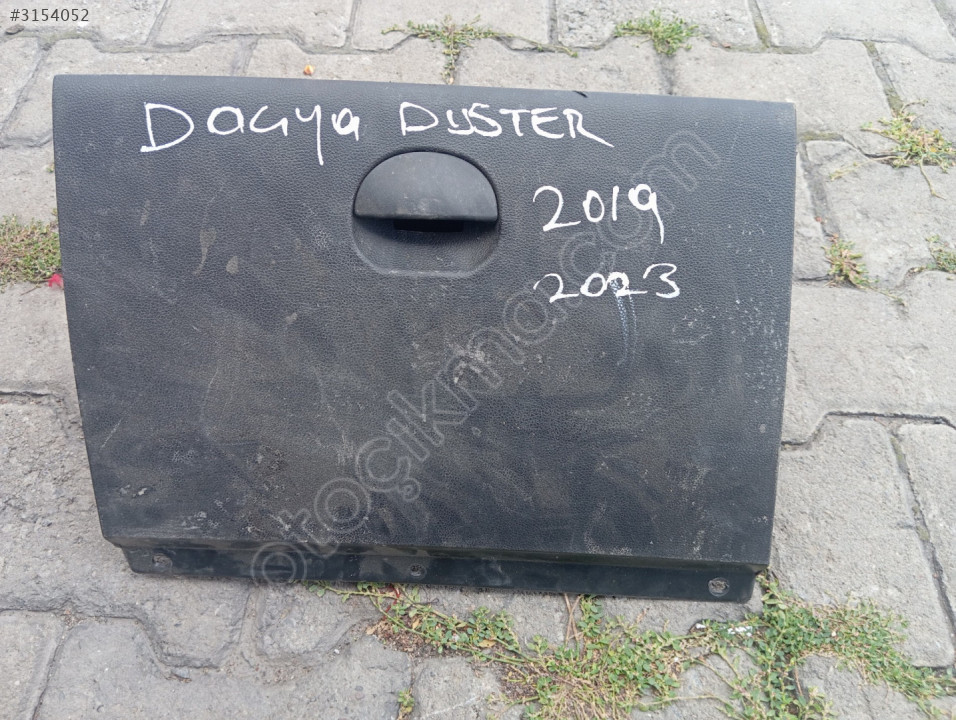 #3154052
DACYa DUSTER
2019
2023
otoçıkma.com